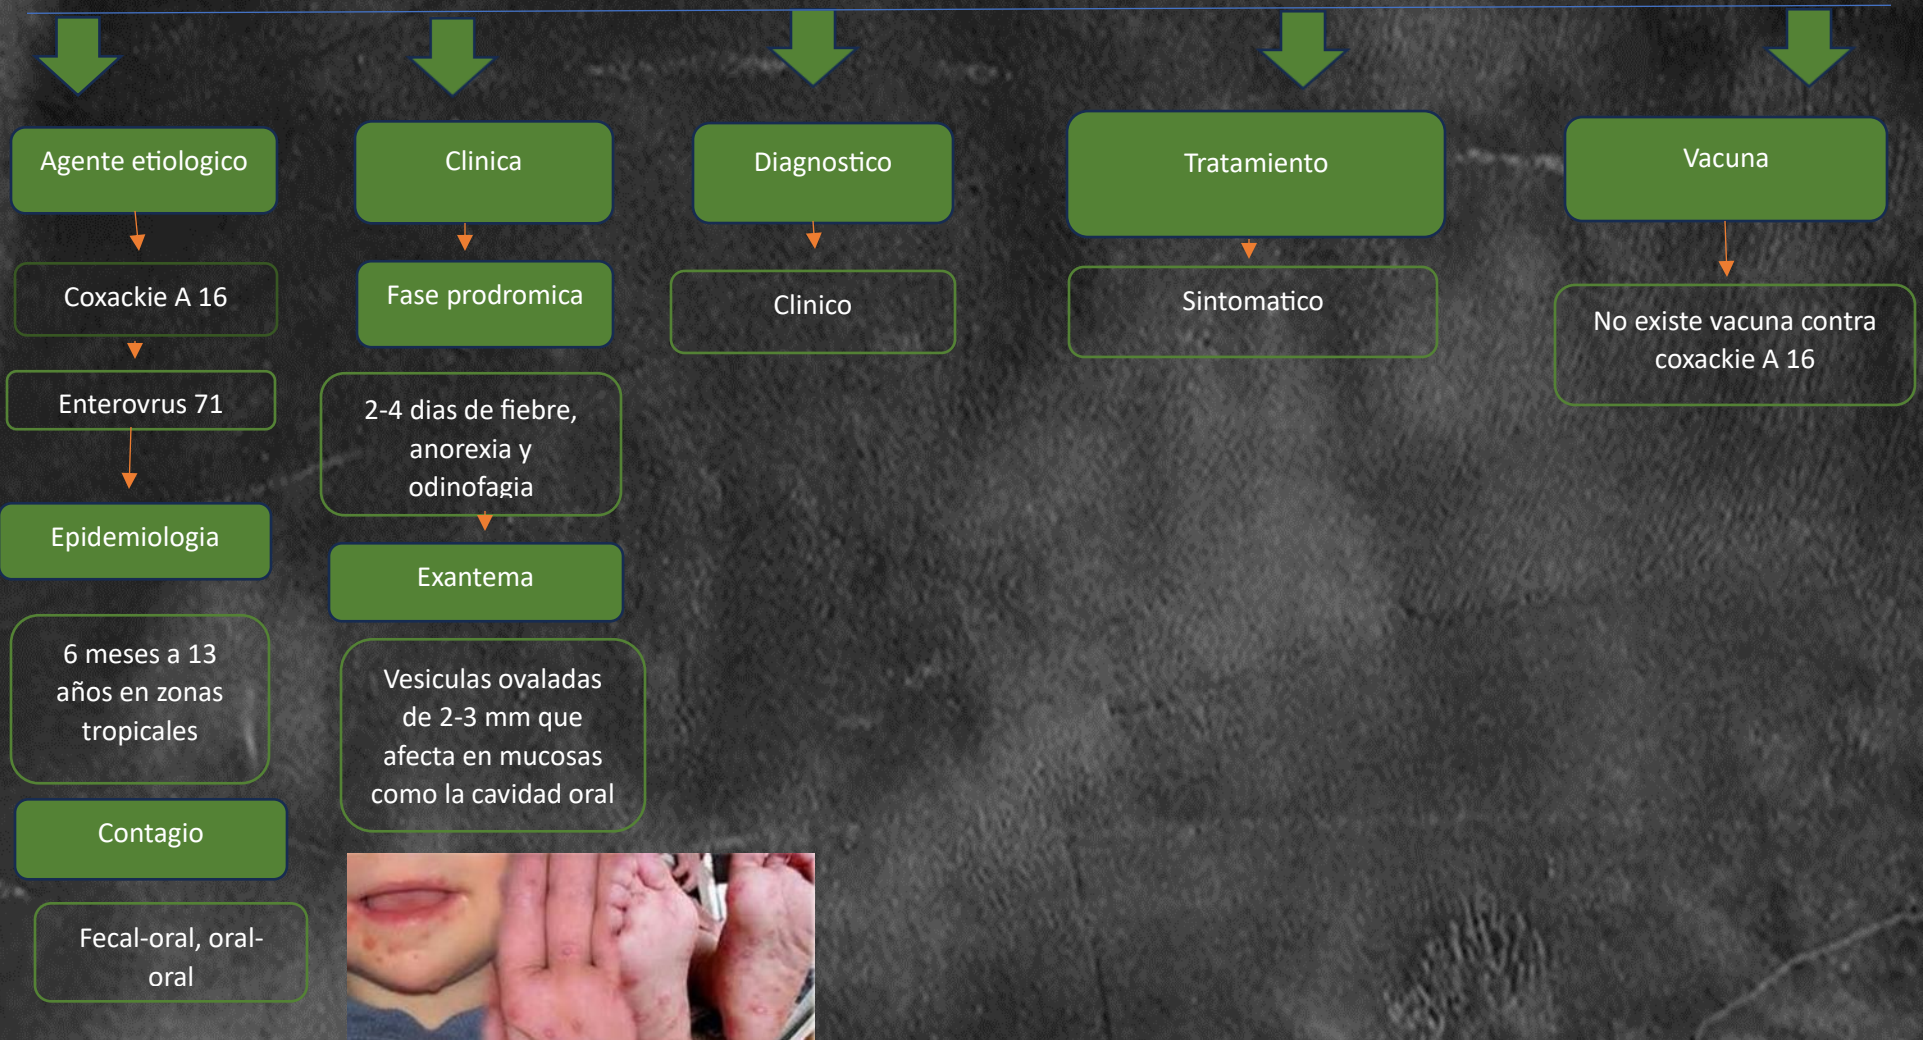 Agente etiologico
Coxackie A 16
Enterovrus 71
Epidemiologia
6 meses a 13
años en zonas
tropicales
Contagio
Fecal-oral, oral-
oral
Clinica
Fase prodromica
2-4 dias de fiebre,
anorexia y
odinofagia
Exantema
Vesiculas ovaladas
de 2-3 mm que
afecta en mucosas
como la cavidad oral
Diagnostico
Clinico
Tratamiento
Sintomatico
Vacuna
No existe vacuna contra
coxackie A 16